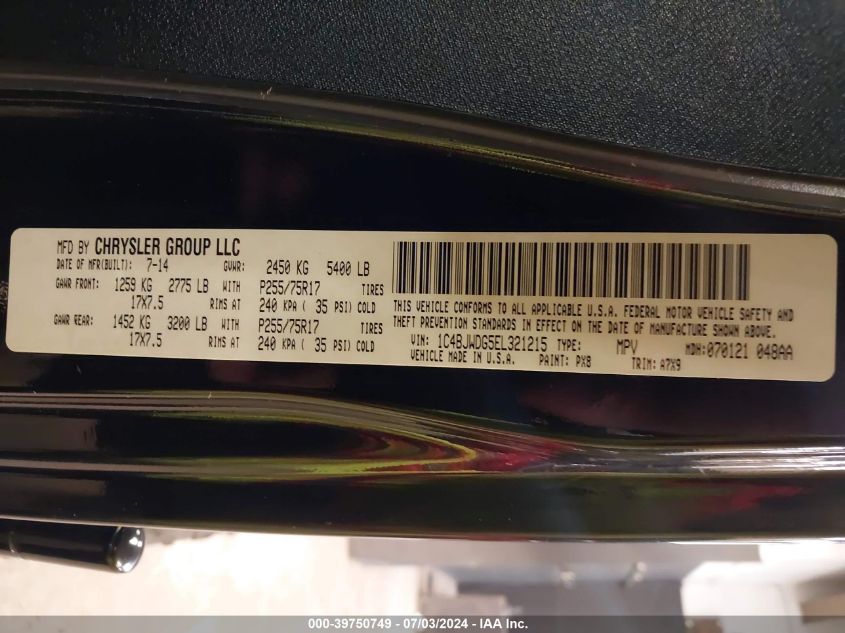 MFD BY CHRYSLER GROUP LLC
DATE OF MFR(BUILT): 7-14 GVWR: 2450 KG 5400 LB
GAWR FRONT: 1259 KG 2775 LB WITH P255/75R17 TIRES
17X7.5 RIMS AT 240 KPA ( 35 PSI) COLD
GAWR REAR: 1452 KG 3200 LB WITH P255/75R17 TIRES
17X7.5 RIMS AT 240 KPA ( 35 PSI) COLD
THIS VEHICLE CONFORMS TO ALL APPLICABLE U.S.A. FEDERAL MOTOR VEHICLE SAFETY AND
THEFT PREVENTION STANDARDS IN EFFECT ON THE DATE OF MANUFACTURE SHOWN ABOVE.
VIN: 1C4BJWDG5EL321215 TYPE: MPV MDH:070121 048AA
VEHICLE MADE IN U.S.A. PAINT: PX8 TRIM: A7X9
000-39750749 - 07/03/2024 - IAA Inc.